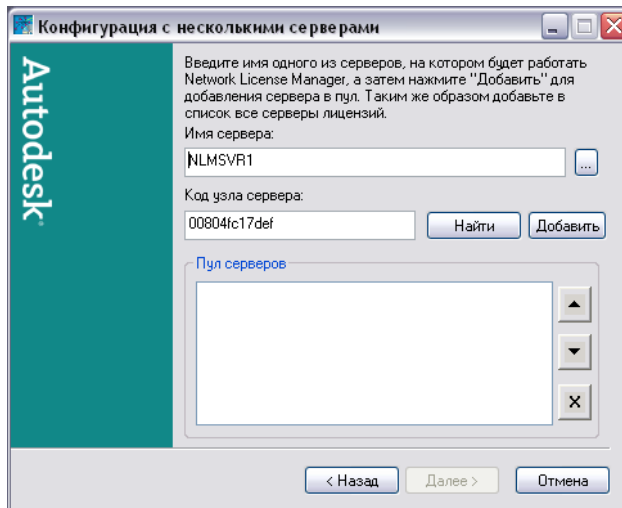 Конфигурация с несколькими серверами
Autodesk
Введите имя одного из серверов, на котором будет работать
Network License Manager, а затем нажмите "Добавить" для
добавления сервера в пул. Таким же образом добавьте в
список все серверы лицензий.
Имя сервера:
NLMSVR1
...
Код узла сервера:
00804fc17def
Найти
Добавить
Пул серверов
X
< Назад
Далее >
Отмена